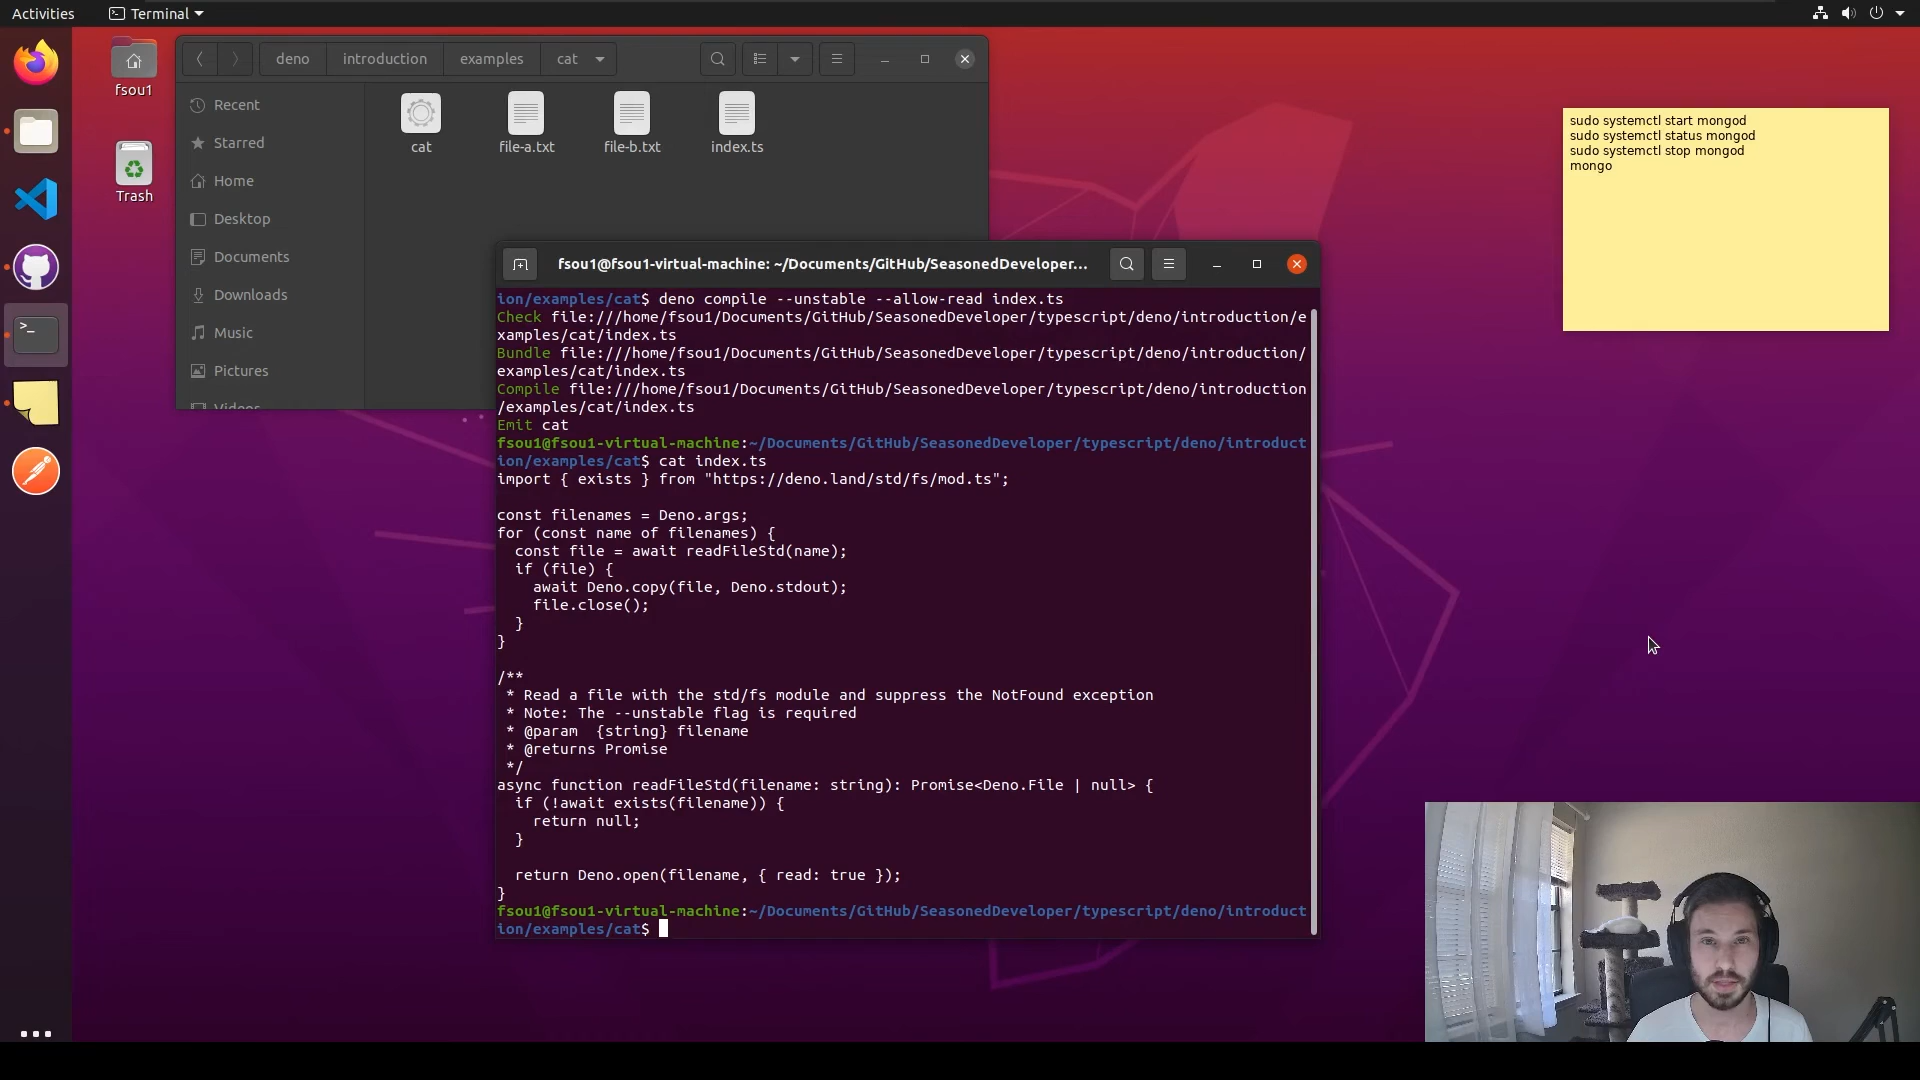 Activities
Terminal
fsou1
Trash
deno
introduction
examples
cat
Recent
Starred
Home
Desktop
Documents
Downloads
Music
Pictures
Videos
cat
file-a.txt
file-b.txt
index.ts
sudo systemctl start mongod
sudo systemctl status mongod
sudo systemctl stop mongod
mongo
fsou1@fsou1-virtual-machine: ~/Documents/GitHub/SeasonedDeveloper...
ion/examples/cat$ deno compile --unstable --allow-read index.ts
Check file:///home/fsou1/Documents/GitHub/SeasonedDeveloper/typescript/deno/introduction/e
xamples/cat/index.ts
Bundle file:///home/fsou1/Documents/GitHub/SeasonedDeveloper/typescript/deno/introduction/
examples/cat/index.ts
Compile file:///home/fsou1/Documents/GitHub/SeasonedDeveloper/typescript/deno/introduction
/examples/cat/index.ts
Emit cat
fsou1@fsou1-virtual-machine:~/Documents/GitHub/SeasonedDeveloper/typescript/deno/introduct
ion/examples/cat$ cat index.ts
import { exists } from "https://deno.land/std/fs/mod.ts";
const filenames = Deno.args;
for (const name of filenames) {
const file = await readFileStd(name);
if (file) {
await Deno.copy(file, Deno.stdout);
file.close();
}
}
/**
* Read a file with the std/fs module and suppress the NotFound exception
* Note: The --unstable flag is required
* @param  {string} filename
* @returns Promise
*/
async function readFileStd(filename: string): Promise<Deno.File | null> {
if (!await exists(filename)) {
return null;
}
return Deno.open(filename, { read: true });
}
fsou1@fsou1-virtual-machine:~/Documents/GitHub/SeasonedDeveloper/typescript/deno/introduct
ion/examples/cat$